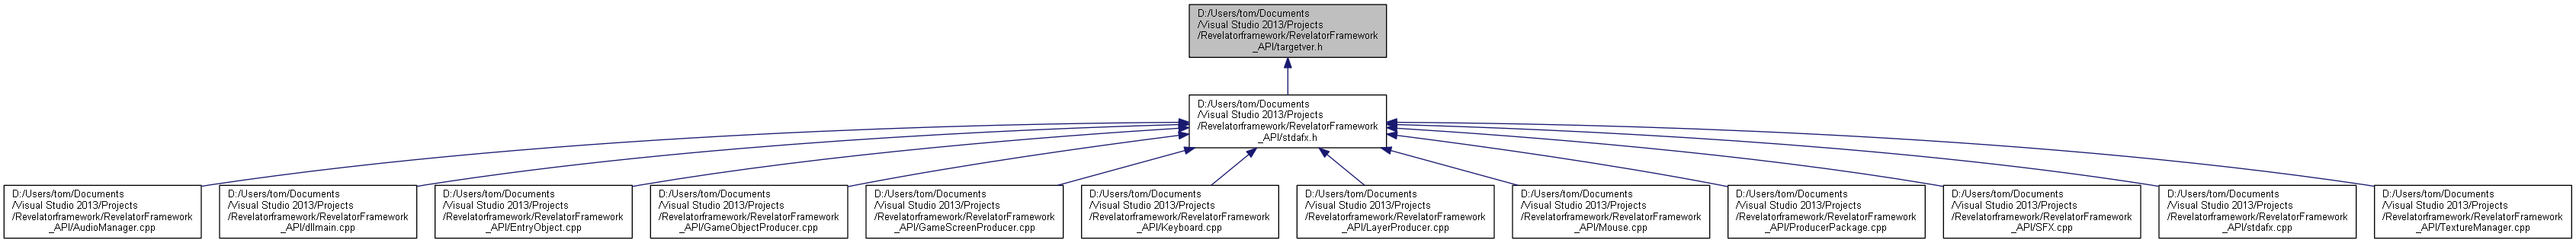 D:/Users/tom/Documents
/Visual Studio 2013/Projects
/Revelatorframework/RevelatorFramework
_API/targetver.h
D:/Users/tom/Documents
/Visual Studio 2013/Projects
/Revelatorframework/RevelatorFramework
_API/stdafx.h
D:/Users/tom/Documents
/Visual Studio 2013/Projects
/Revelatorframework/RevelatorFramework
_API/AudioManager.cpp
D:/Users/tom/Documents
/Visual Studio 2013/Projects
/Revelatorframework/RevelatorFramework
_API/dllmain.cpp
D:/Users/tom/Documents
/Visual Studio 2013/Projects
/Revelatorframework/RevelatorFramework
_API/EntryObject.cpp
D:/Users/tom/Documents
/Visual Studio 2013/Projects
/Revelatorframework/RevelatorFramework
_API/GameObjectProducer.cpp
D:/Users/tom/Documents
/Visual Studio 2013/Projects
/Revelatorframework/RevelatorFramework
_API/GameScreenProducer.cpp
D:/Users/tom/Documents
/Visual Studio 2013/Projects
/Revelatorframework/RevelatorFramework
_API/Keyboard.cpp
D:/Users/tom/Documents
/Visual Studio 2013/Projects
/Revelatorframework/RevelatorFramework
_API/LayerProducer.cpp
D:/Users/tom/Documents
/Visual Studio 2013/Projects
/Revelatorframework/RevelatorFramework
_API/Mouse.cpp
D:/Users/tom/Documents
/Visual Studio 2013/Projects
/Revelatorframework/RevelatorFramework
_API/ProducerPackage.cpp
D:/Users/tom/Documents
/Visual Studio 2013/Projects
/Revelatorframework/RevelatorFramework
_API/SFX.cpp
D:/Users/tom/Documents
/Visual Studio 2013/Projects
/Revelatorframework/RevelatorFramework
_API/stdafx.cpp
D:/Users/tom/Documents
/Visual Studio 2013/Projects
/Revelatorframework/RevelatorFramework
_API/TextureManager.cpp